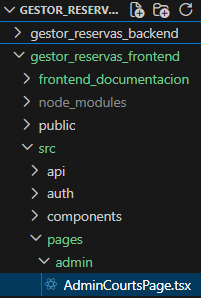 GESTOR_RESERV...
gestor_reservas_backend
gestor_reservas_frontend
frontend_documentacion
node_modules
public
src
api
auth
components
pages
admin
AdminCourtsPage.tsx